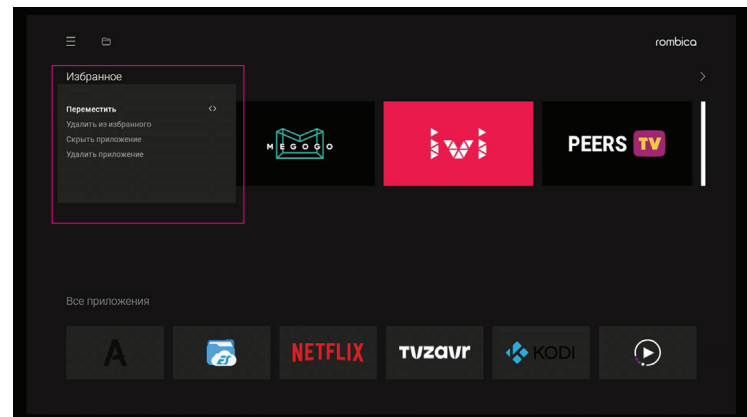 rombica
Избранное
Переместить
Удалить из избранного
Скрыть приложение
Удалить приложение
MEGOGO
ivi
PEERS TV
Все приложения
A
NETFLIX
TVZAVR
KODI